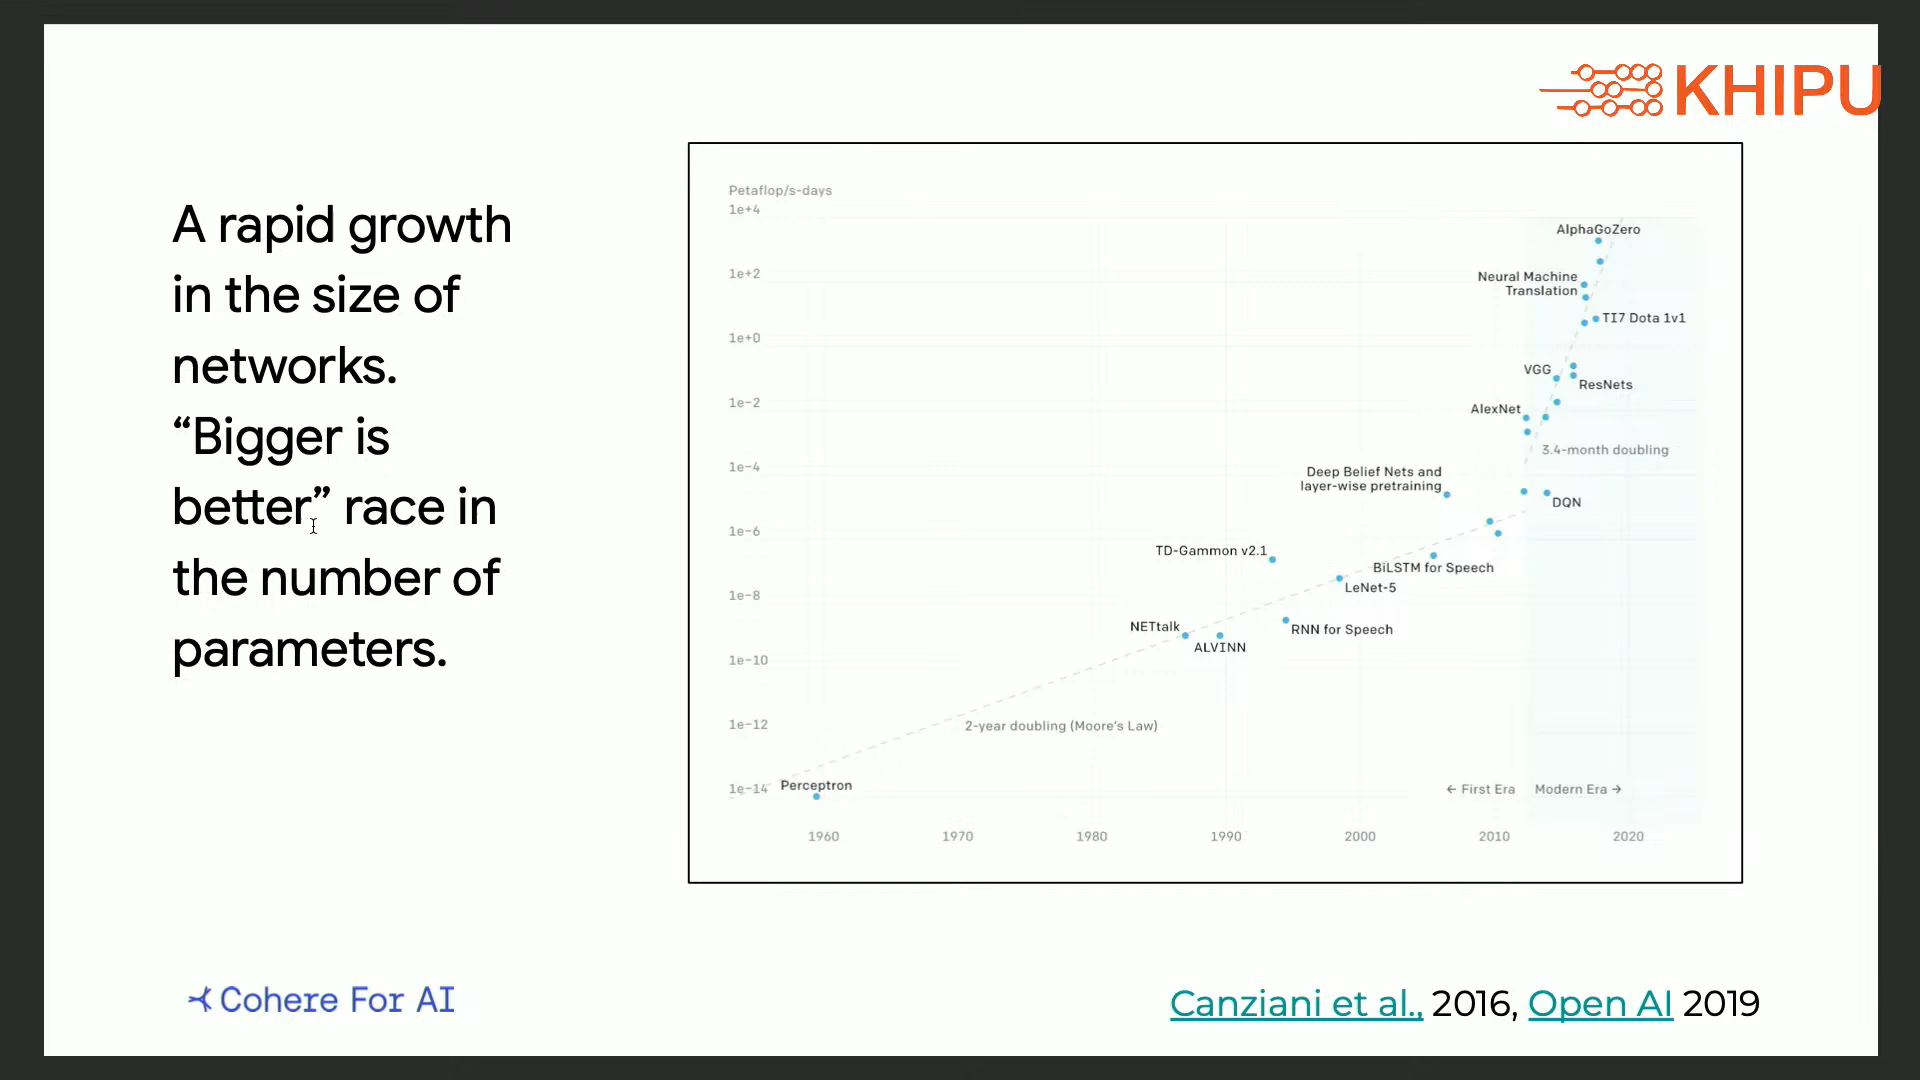 KHIPU
A rapid growth
in the size of
networks.
“Bigger is
better” race in
the number of
parameters.
Petaflop/s-days
1e+4
1e+2
1e+0
1e-2
1e-4
1e-6
1e-8
1e-10
1e-12
1e-14
AlphaGoZero
Neural Machine
Translation
TI7 Dota 1v1
VGG
ResNets
AlexNet
3.4-month doubling
Deep Belief Nets and
layer-wise pretraining
DQN
TD-Gammon v2.1
BiLSTM for Speech
LeNet-5
NETtalk
RNN for Speech
ALVINN
2-year doubling (Moore’s Law)
Perceptron
← First Era
Modern Era →
1960 1970 1980 1990 2000 2010 2020
Cohere For AI
Canziani et al., 2016, Open AI 2019